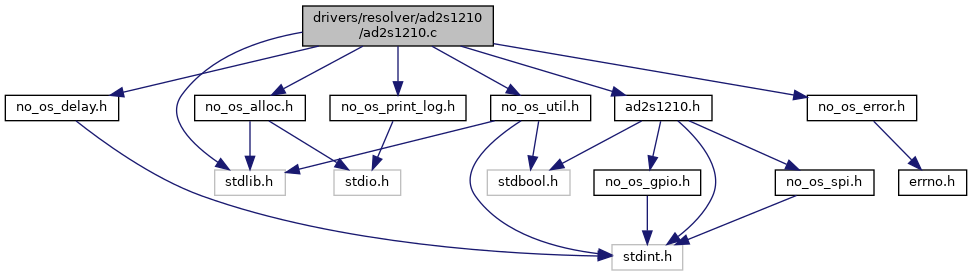 drivers/resolver/ad2s1210
/ad2s1210.c
no_os_delay.h
no_os_alloc.h
no_os_print_log.h
no_os_util.h
ad2s1210.h
no_os_error.h
stdlib.h
stdio.h
stdbool.h
no_os_gpio.h
no_os_spi.h
errno.h
stdint.h